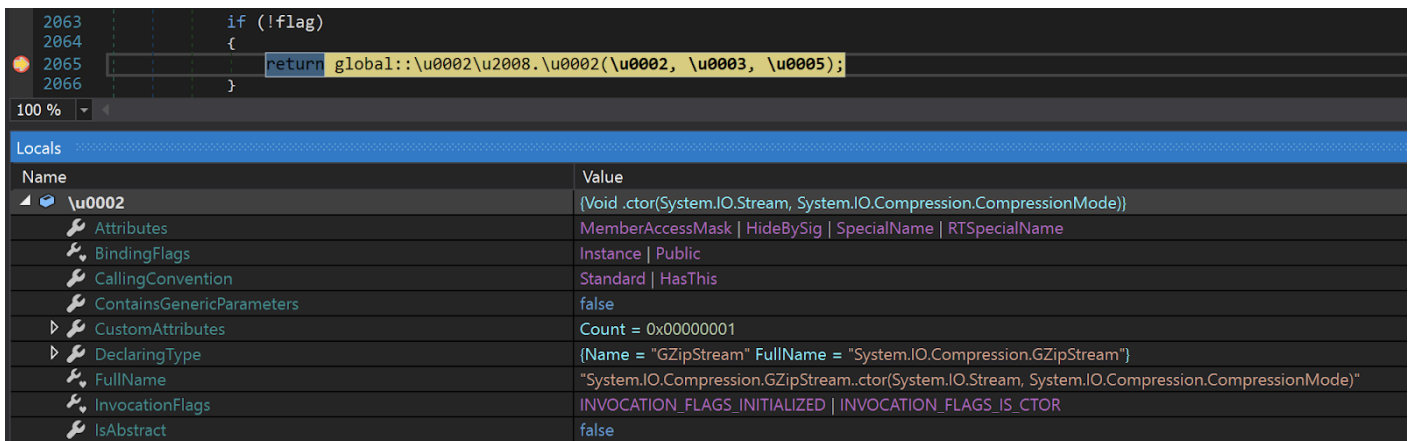 2063 if (!flag)
2064 {
2065 return global::\u0002\u2008.\u0002(\u0002, \u0003, \u0005);
2066 }
100 %
Locals
Name Value
\u0002 {Void .ctor(System.IO.Stream, System.IO.Compression.CompressionMode)}
Attributes MemberAccessMask | HideBySig | SpecialName | RTSpecialName
BindingFlags Instance | Public
CallingConvention Standard | HasThis
ContainsGenericParameters false
CustomAttributes Count = 0x00000001
DeclaringType {Name = "GZipStream" FullName = "System.IO.Compression.GZipStream"}
FullName "System.IO.Compression.GZipStream..ctor(System.IO.Stream, System.IO.Compression.CompressionMode)"
InvocationFlags INVOCATION_FLAGS_INITIALIZED | INVOCATION_FLAGS_IS_CTOR
IsAbstract false